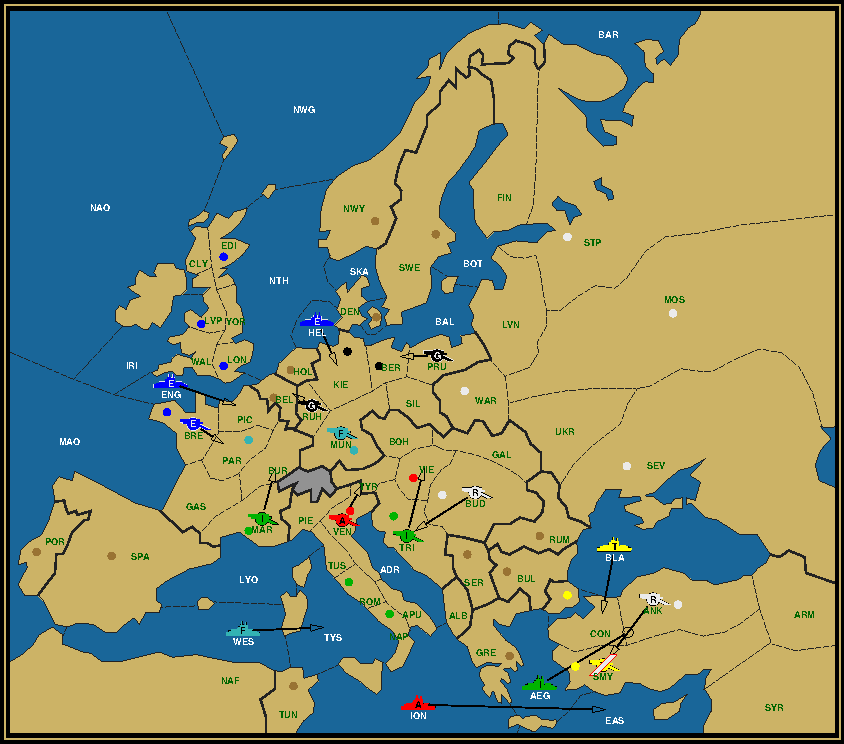 BAR
NWG
NAO
NWY
FIN
STP
EDI
CLY
SWE
BOT
SKA
NTH
MOS
DEN
E
HEL
BAL
LVN
LVP
YOR
IRI
WAL
LON
HOL
KIE
BER
G
PRU
E
ENG
BEL
G
RUH
SIL
WAR
PIC
E
BRE
F
MUN
BOH
UKR
MAO
PAR
GAL
BUR
VIE
SEV
TYR
R
BUD
GAS
I
MAR
PIE
A
VEN
I
TRI
POR
SPA
RUM
T
BLA
TUS
ADR
LYO
SER
BUL
R
ANK
ROM
APU
ALB
ARM
F
WES
TYS
NAP
CON
GRE
NAF
SMY
I
AEG
TUN
A
ION
EAS
SYR